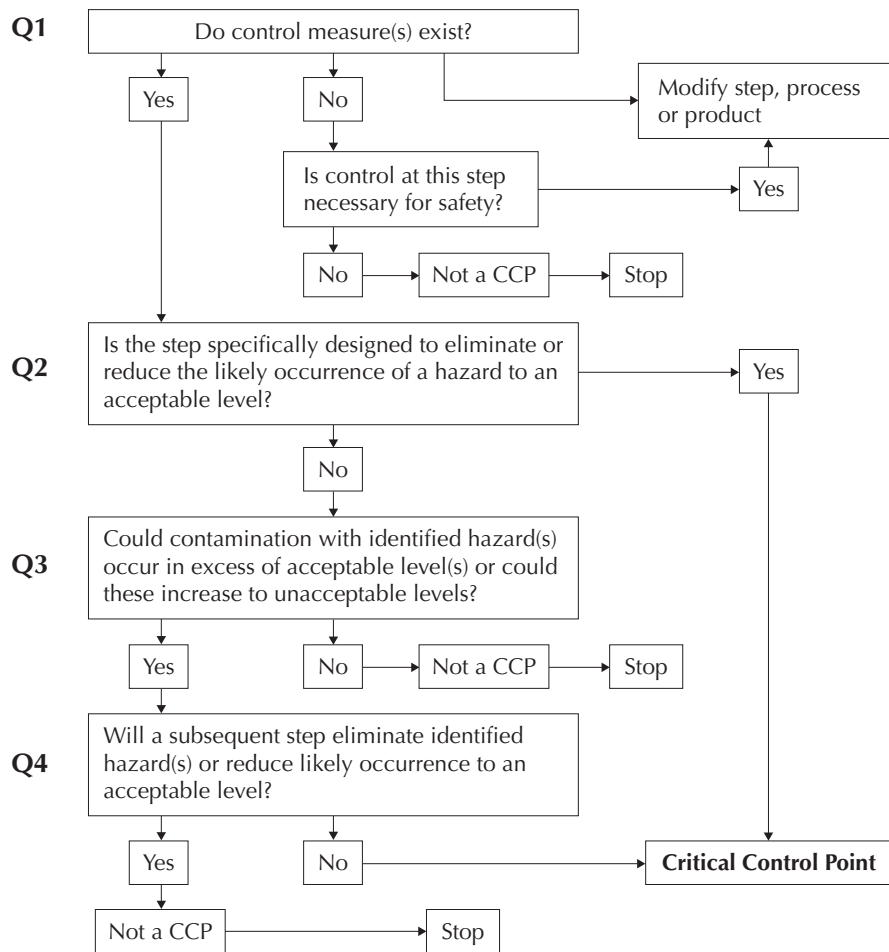 Q1
Do control measure(s) exist?
Yes
No
Modify step, process
or product
Is control at this step
necessary for safety?
Yes
No
Not a CCP
Stop
Q2
Is the step specifically designed to eliminate or
reduce the likely occurrence of a hazard to an
acceptable level?
Yes
No
Q3
Could contamination with identified hazard(s)
occur in excess of acceptable level(s) or could
these increase to unacceptable levels?
Yes
No
Not a CCP
Stop
Q4
Will a subsequent step eliminate identified
hazard(s) or reduce likely occurrence to an
acceptable level?
Yes
No
Critical Control Point
Not a CCP
Stop